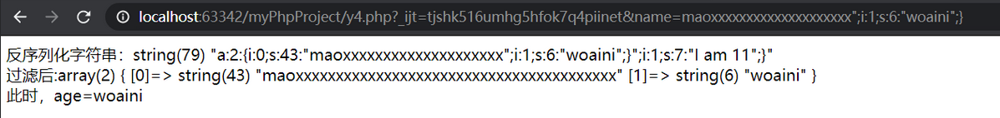 localhost:63342/myPhpProject/y4.php?_ijt=tjshk516umhg5hfok7q4piinet&name=maoxxxxxxxxxxxxxxxxxxxx";i:1;s:6:"woaini";}
反序列化字符串：string(79) "a:2:{i:0;s:43:"maoxxxxxxxxxxxxxxxxxxxx";i:1;s:6:"woaini";}";i:1;s:7:"I am 11";}"
过滤后:array(2) { [0]=> string(43) "maoxxxxxxxxxxxxxxxxxxxxxxxxxxxxxxxxxxxxxxxx" [1]=> string(6) "woaini" }
此时，age=woaini